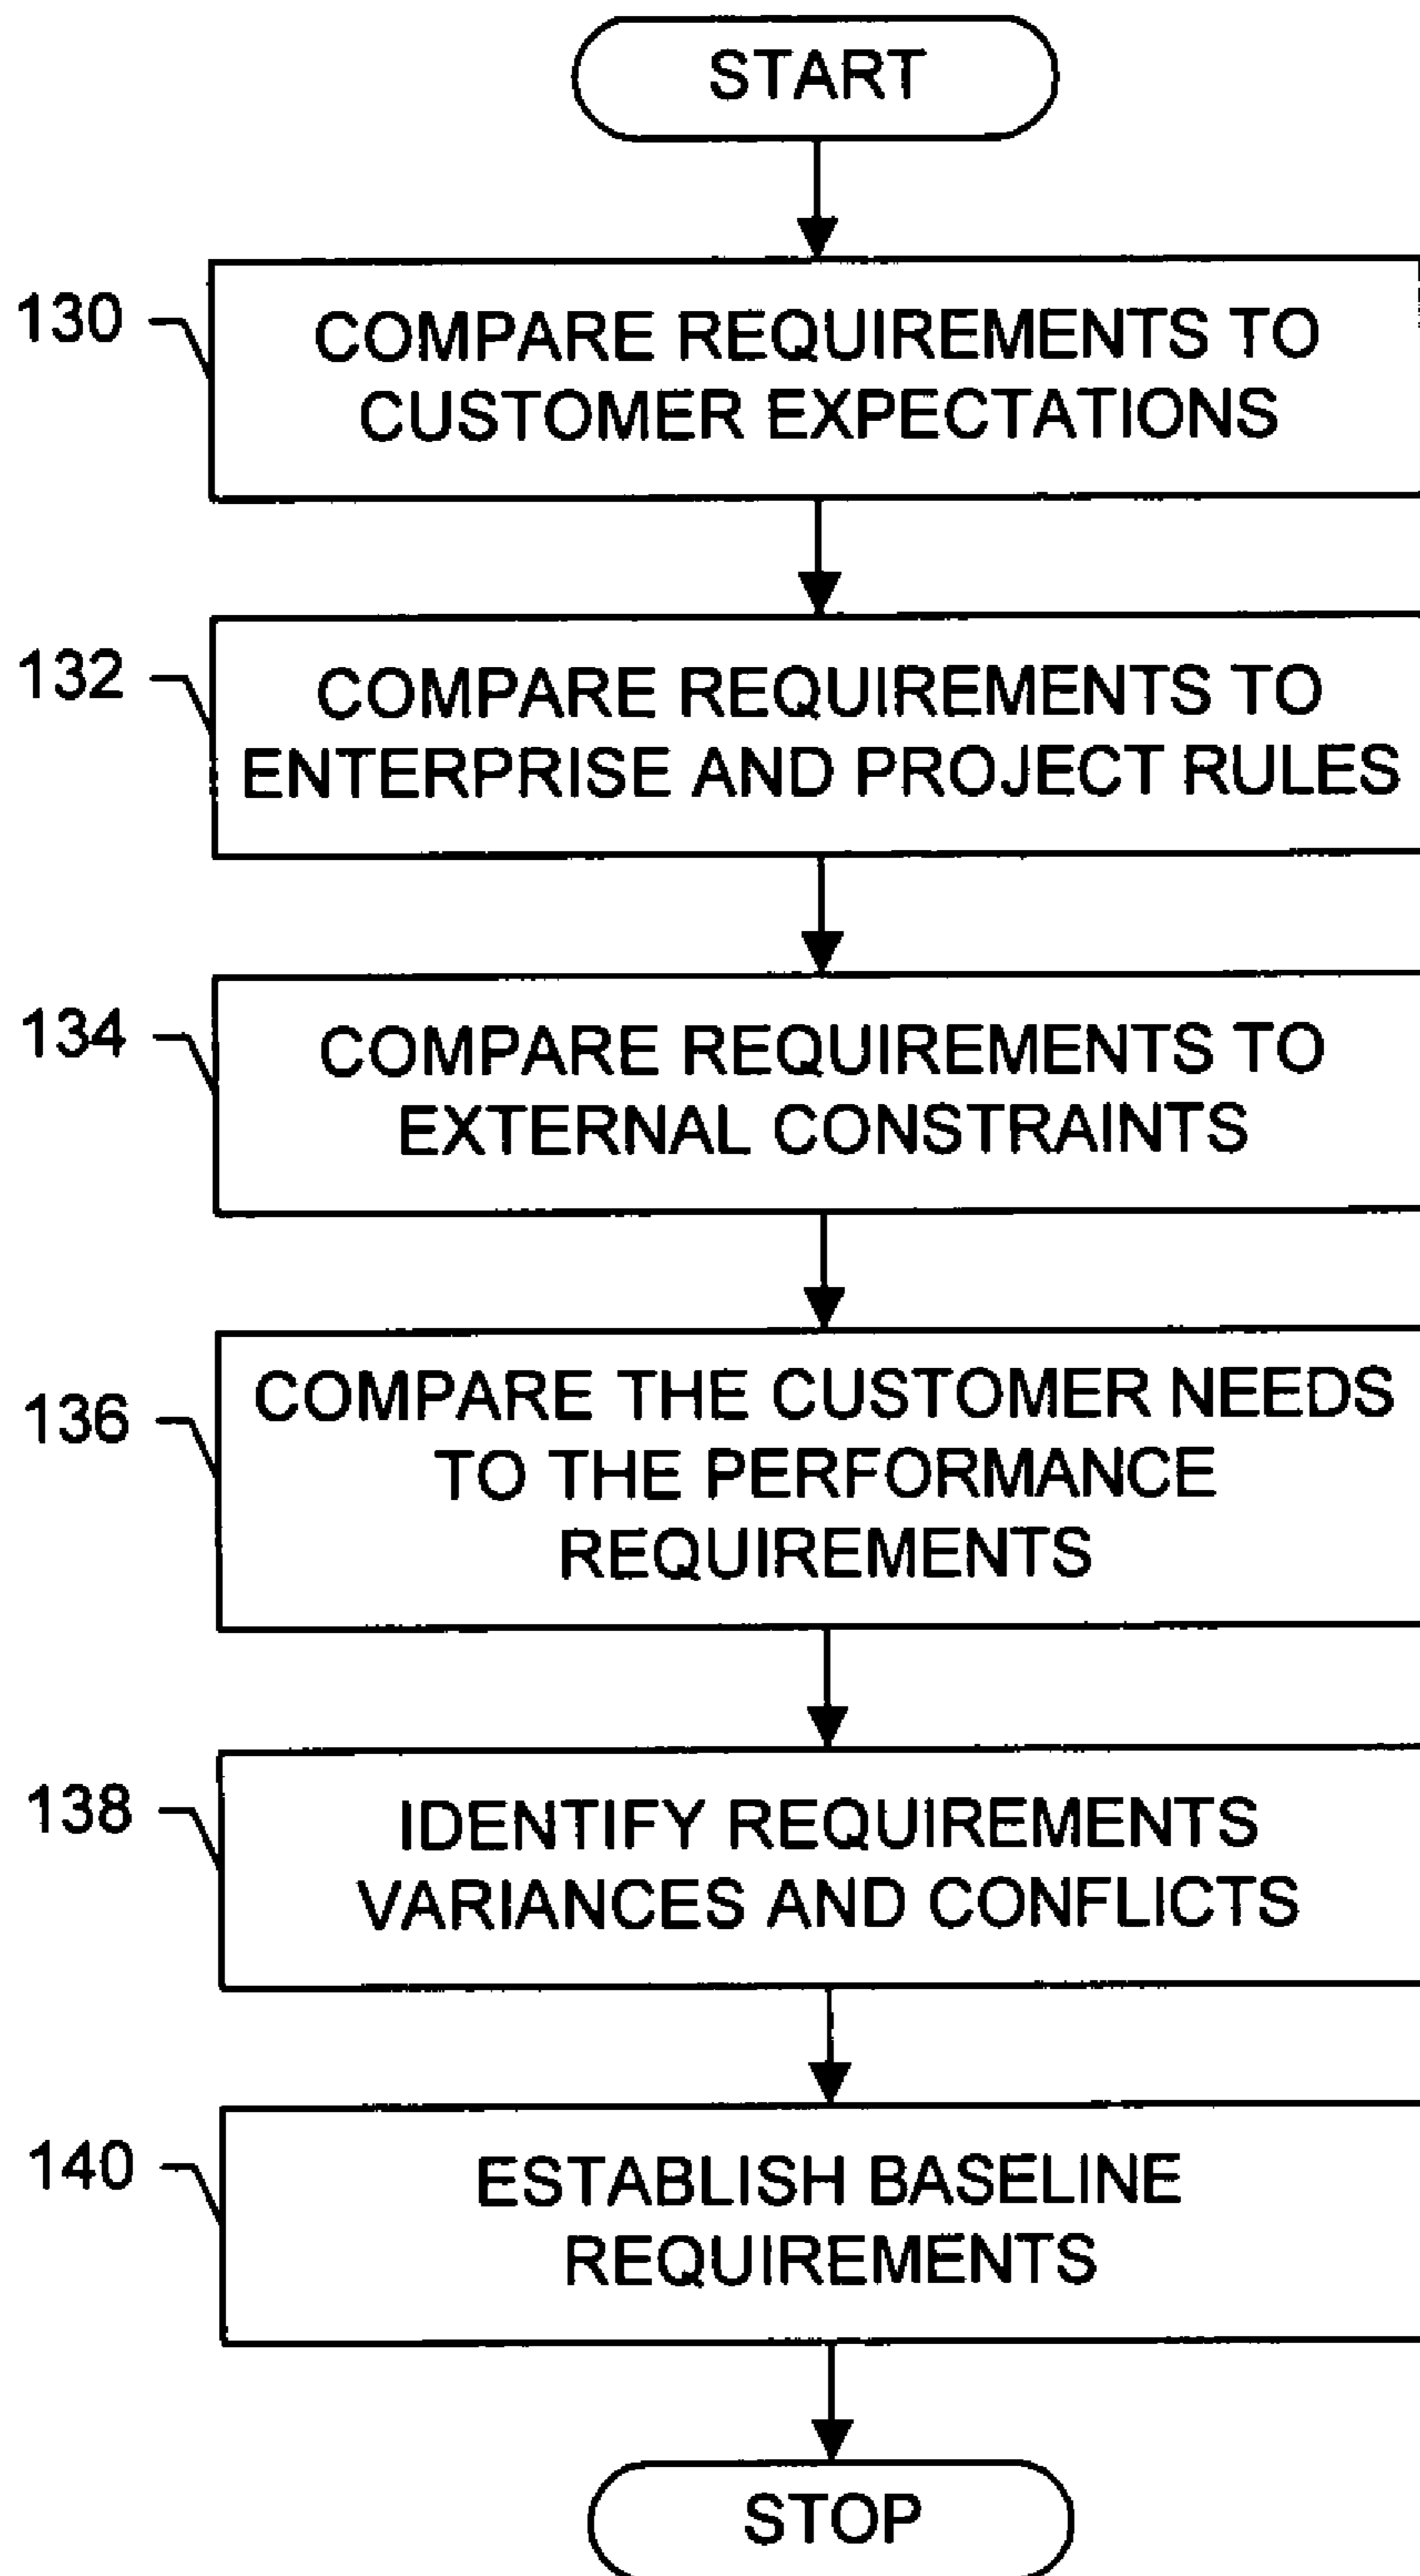 START
130
COMPARE REQUIREMENTS TO
CUSTOMER EXPECTATIONS
132
COMPARE REQUIREMENTS TO
ENTERPRISE AND PROJECT RULES
134
COMPARE REQUIREMENTS TO
EXTERNAL CONSTRAINTS
136
COMPARE THE CUSTOMER NEEDS
TO THE PERFORMANCE
REQUIREMENTS
138
IDENTIFY REQUIREMENTS
VARIANCES AND CONFLICTS
140
ESTABLISH BASELINE
REQUIREMENTS
STOP